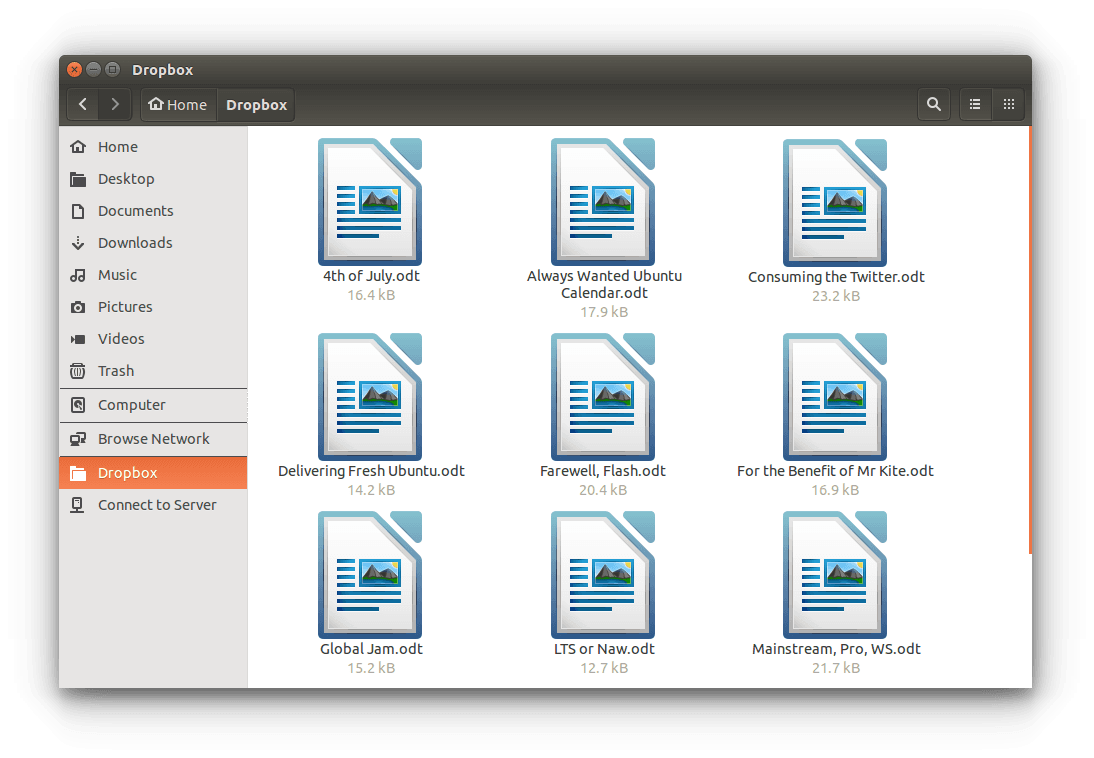 Dropbox
Home Dropbox
Home
Desktop
Documents
Downloads
Music
Pictures
Videos
Trash
Computer
Browse Network
Dropbox
Connect to Server
4th of July.odt
16.4 kB
Always Wanted Ubuntu
Calendar.odt
17.9 kB
Consuming the Twitter.odt
23.2 kB
Delivering Fresh Ubuntu.odt
14.2 kB
Farewell, Flash.odt
20.4 kB
For the Benefit of Mr Kite.odt
16.9 kB
Global Jam.odt
15.2 kB
LTS or Naw.odt
12.7 kB
Mainstream, Pro, WS.odt
21.7 kB